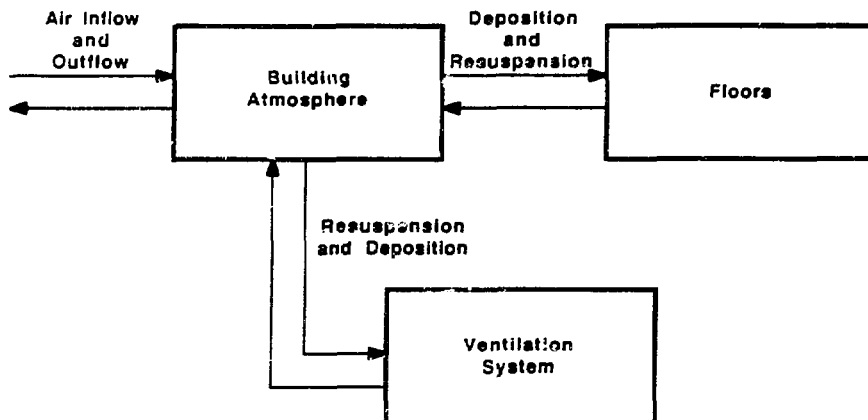 Air Inflow
and
Outflow
Building
Atmosphere
Deposition
and
Resuspension
Floors
Resuspension
and Deposition
Ventilation
System